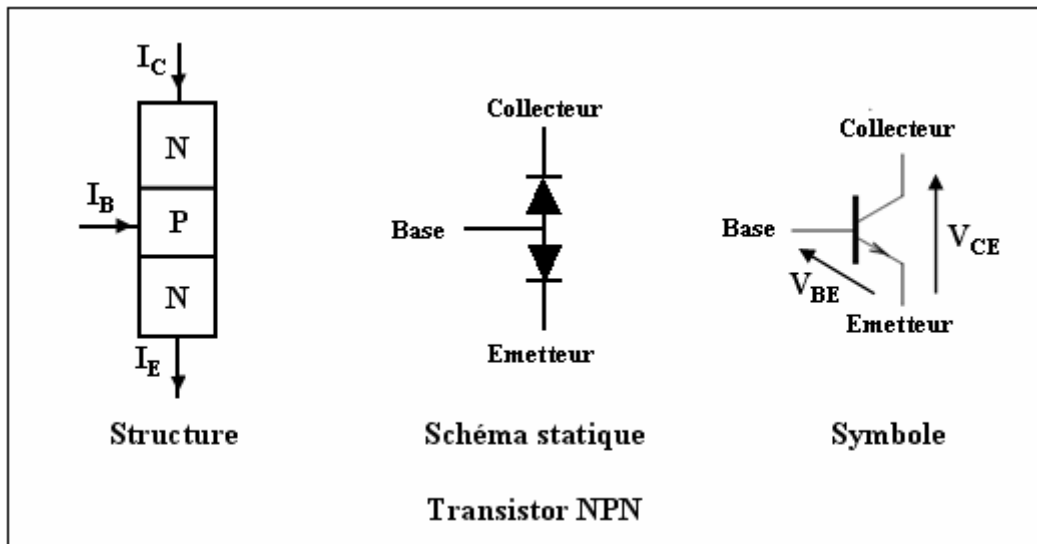 I_C
N
I_B
P
N
I_E
Structure
Collecteur
Base
Emetteur
Schéma statique
Collecteur
Base
V_CE
V_BE
Emetteur
Symbole
Transistor NPN